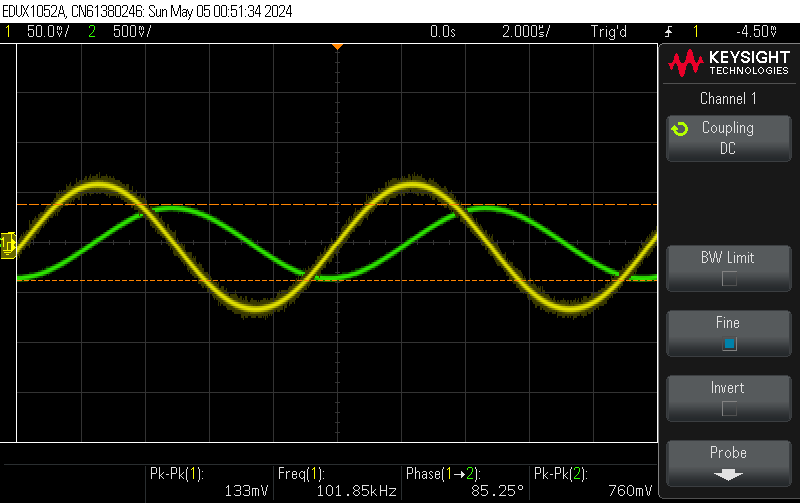 EDUX1052A, CN61380246: Sun May 05 00:51:34 2024
1 50.0V/ 2 500V/ 0.0s 2.000s/ Trig'd 1 -4.50V
KEYSIGHT
TECHNOLOGIES
Channel 1
Coupling
DC
BW Limit
Fine
Invert
Probe
Pk-Pk(1): Freq(1): Phase(1→2): Pk-Pk(2):
133mV 101.85kHz 85.25° 760mV